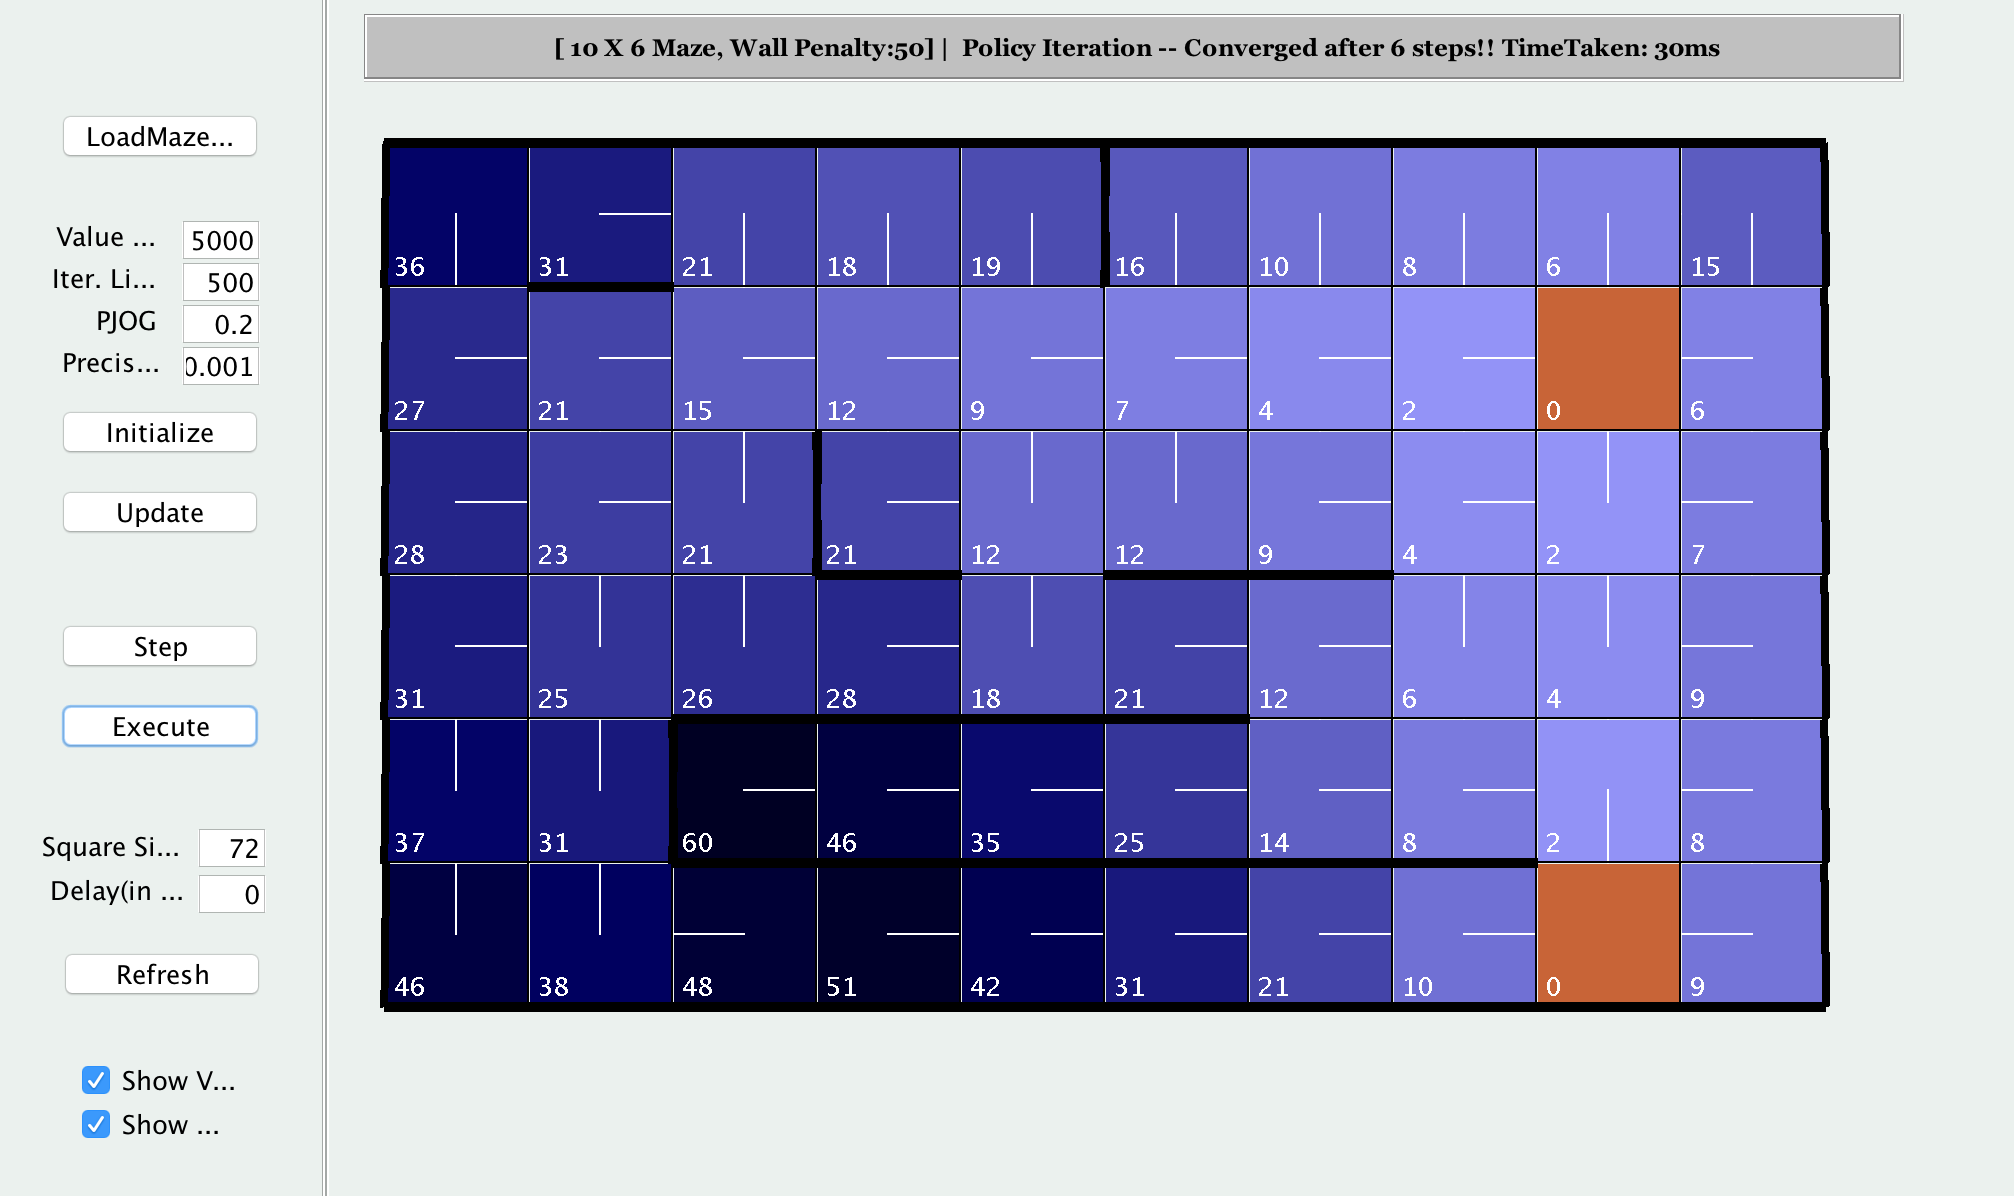 [ 10 X 6 Maze, Wall Penalty:50] | Policy Iteration -- Converged after 6 steps!! TimeTaken: 30ms
LoadMaze...
Value ... 5000
Iter. Li... 500
PJOG 0.2
Precis... 0.001
Initialize
Update
Step
Execute
Square Si... 72
Delay(in ... 0
Refresh
Show V...
Show ...
36 31 21 18 19 16 10 8 6 15
27 21 15 12 9 7 4 2 0 6
28 23 21 21 12 12 9 4 2 7
31 25 26 28 18 21 12 6 4 9
37 31 60 46 35 25 14 8 2 8
46 38 48 51 42 31 21 10 0 9